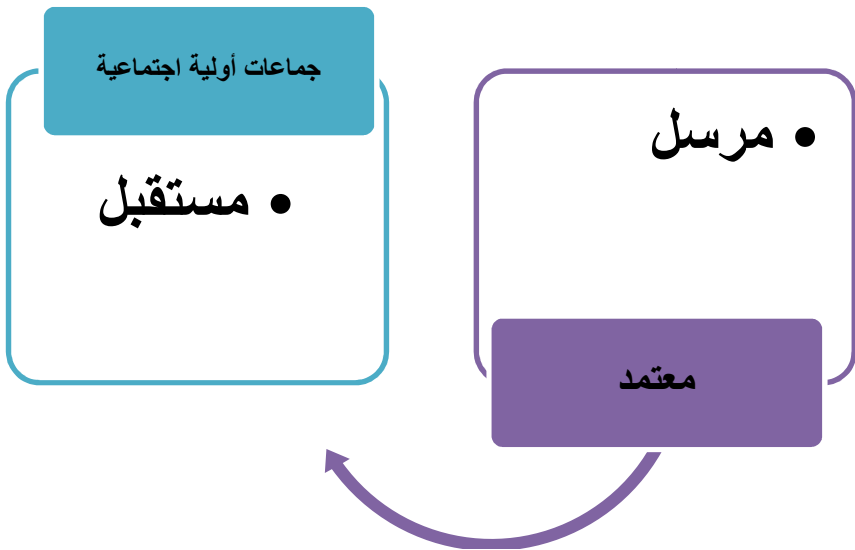 • مرسل
معتمد
جماعات أولية اجتماعية
• مستقبل